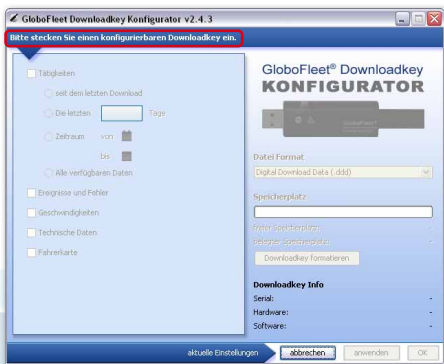 GloboFleet Downloadkey Konfigurator v2.4.3
Bitte stecken Sie einen konfigurierbaren Downloadkey ein.
Tätigkeiten
seit dem letzten Download
Die letzten Tage
Zeitraum von
bis
Alle verfügbaren Daten
Ereignisse und Fehler
Geschwindigkeiten
Technische Daten
Fahrerkarte
GloboFleet® Downloadkey
KONFIGURATOR
Datei Format
Digital Download Data (.ddd)
Speicherplatz
freier Speicherplatz: -
belegter Speicherplatz: -
Downloadkey formatieren
Downloadkey Info
Serial: -
Hardware: -
Software: -
aktuelle Einstellungen abbrechen anwenden OK